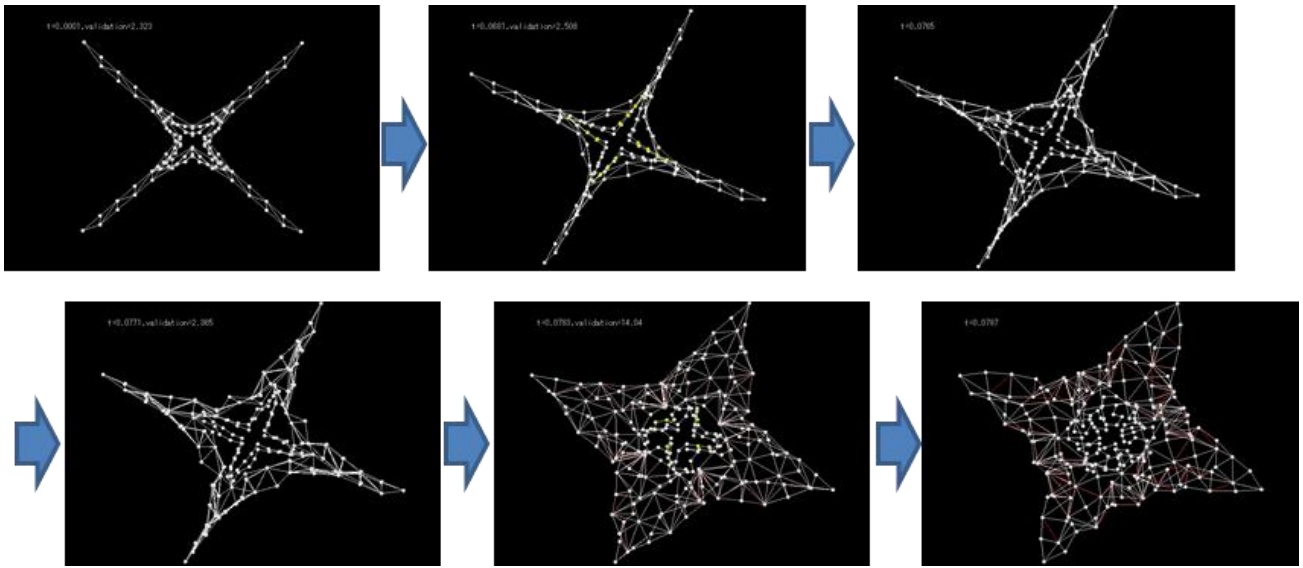 t=0.0001,validation=2.323
t=0.0681,validation=2.508
t=0.0765
t=0.0771,validation=2.385
t=0.0783,validation=14.04
t=0.0787